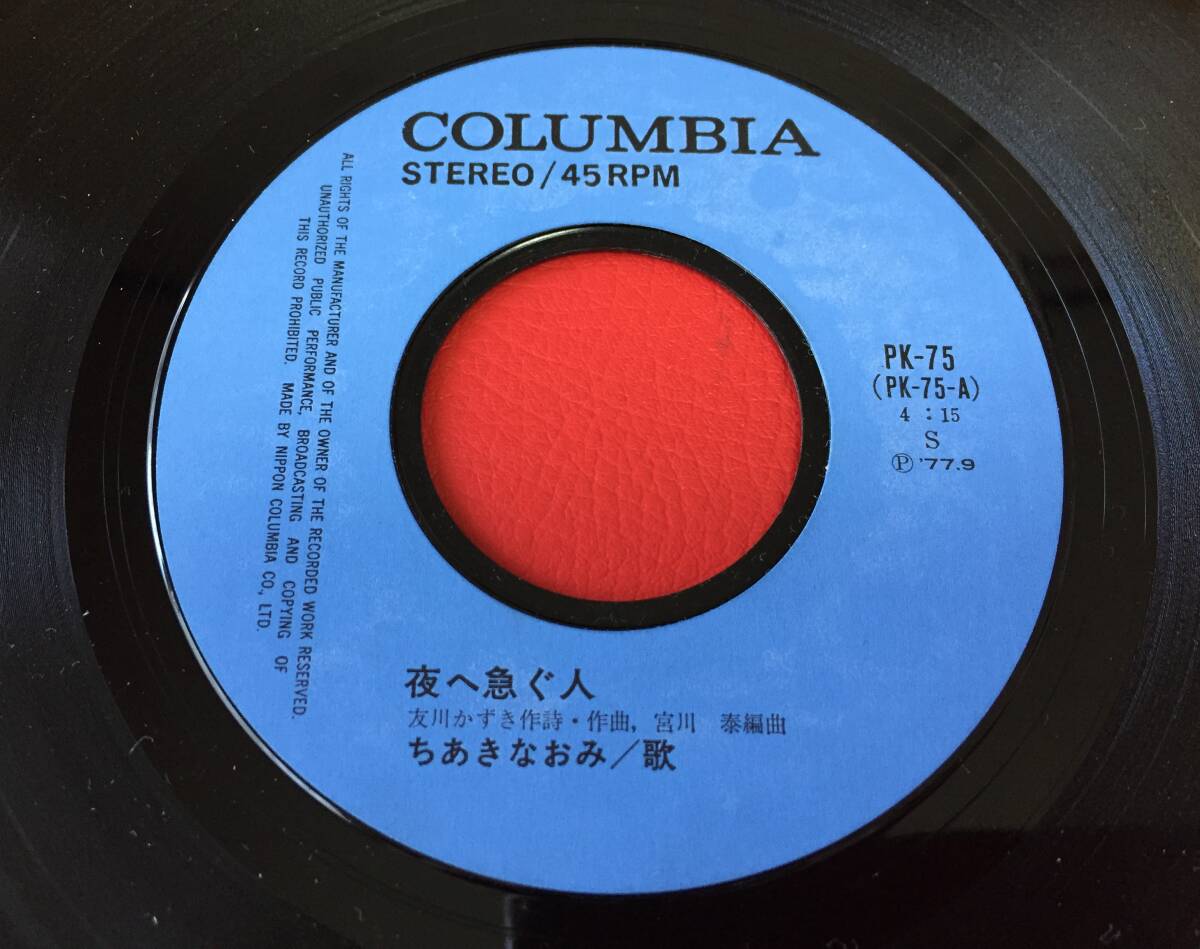 COLUMBIA
STEREO/45RPM
ALL RIGHTS OF THE MANUFACTURER AND OF THE OWNER OF THE RECORDED WORK RESERVED.
UNAUTHORIZED PUBLIC PERFORMANCE, BROADCASTING AND COPYING OF
THIS RECORD PROHIBITED. MADE BY NIPPON COLUMBIA CO., LTD.
PK-75
(PK-75-A)
4:15
S
Ⓟ '77.9
夜へ急ぐ人
友川かずき作詩・作曲, 宮川 泰編曲
ちあきなおみ/歌